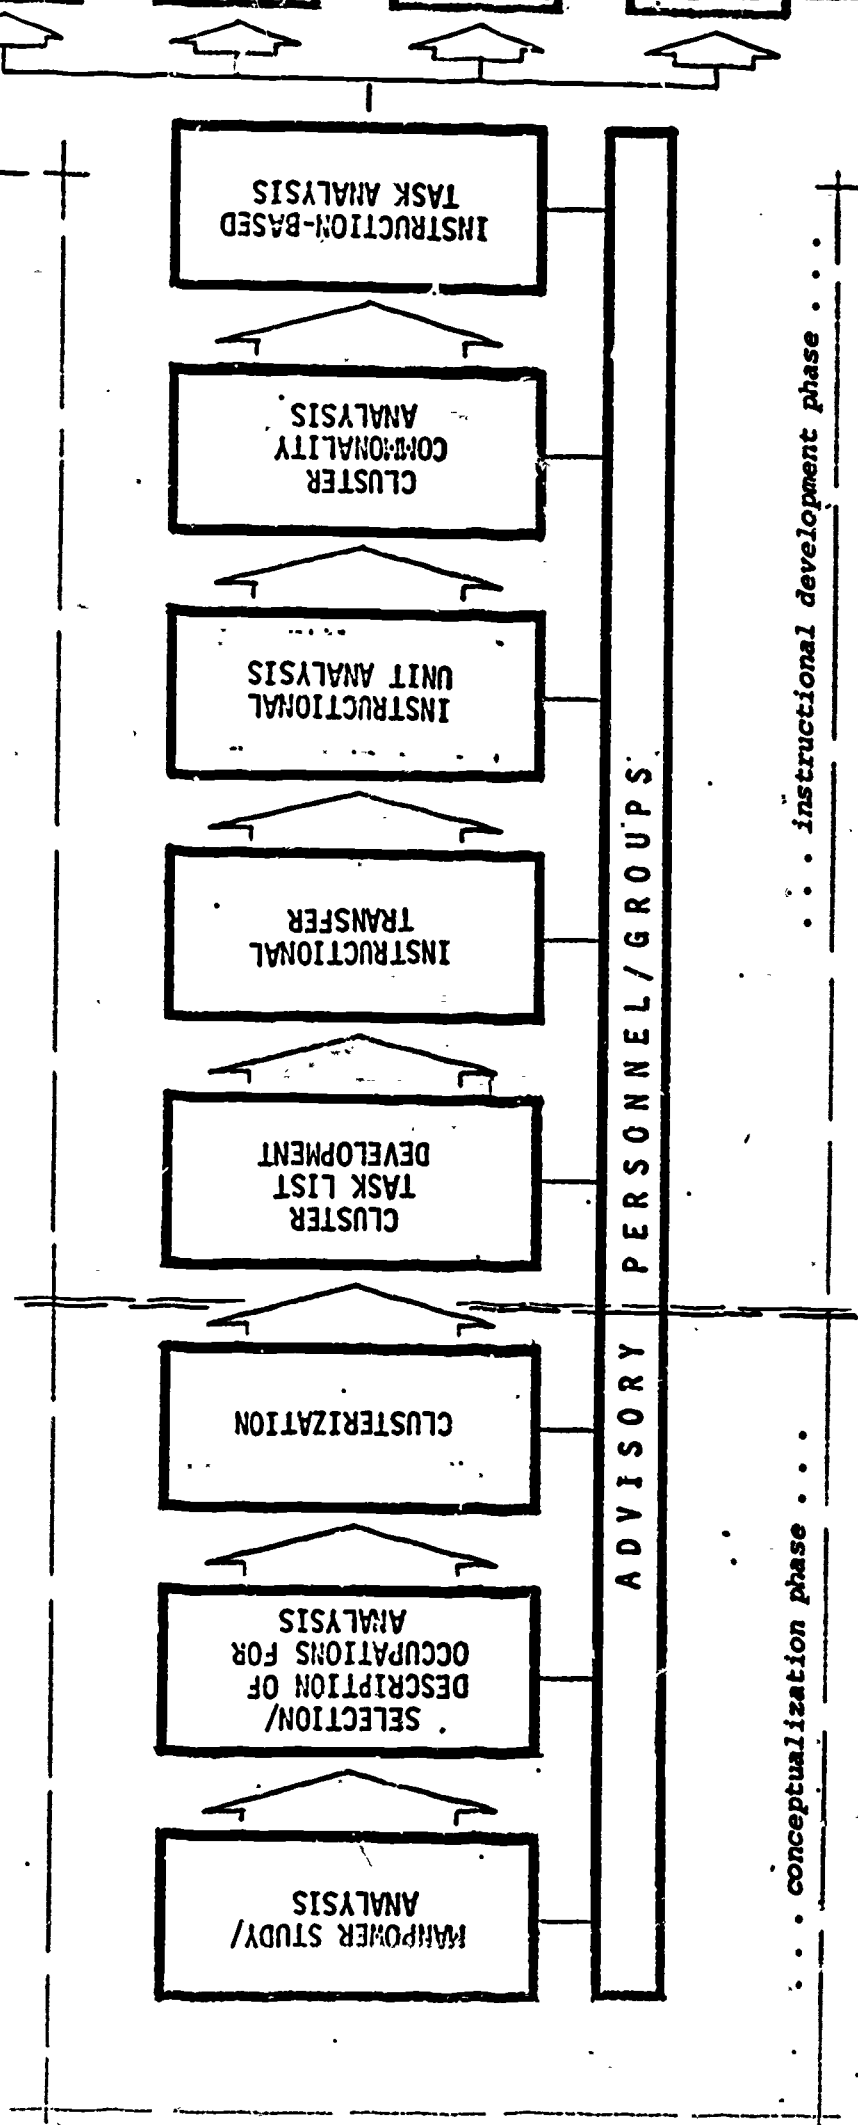 INSTRUCTION-BASED
TASK ANALYSIS
CLUSTER
COMMONALITY
ANALYSIS
INSTRUCTIONAL
UNIT ANALYSIS
INSTRUCTIONAL
TRANSFER
CLUSTER
TASK LIST
DEVELOPMENT
CLUSTERIZATION
SELECTION/
DESCRIPTION OF
OCCUPATIONS FOR
ANALYSIS
MANPOWER STUDY/
ANALYSIS
ADVISORY PERSONNEL/GROUPS
... instructional development phase ....
... conceptualization phase ....